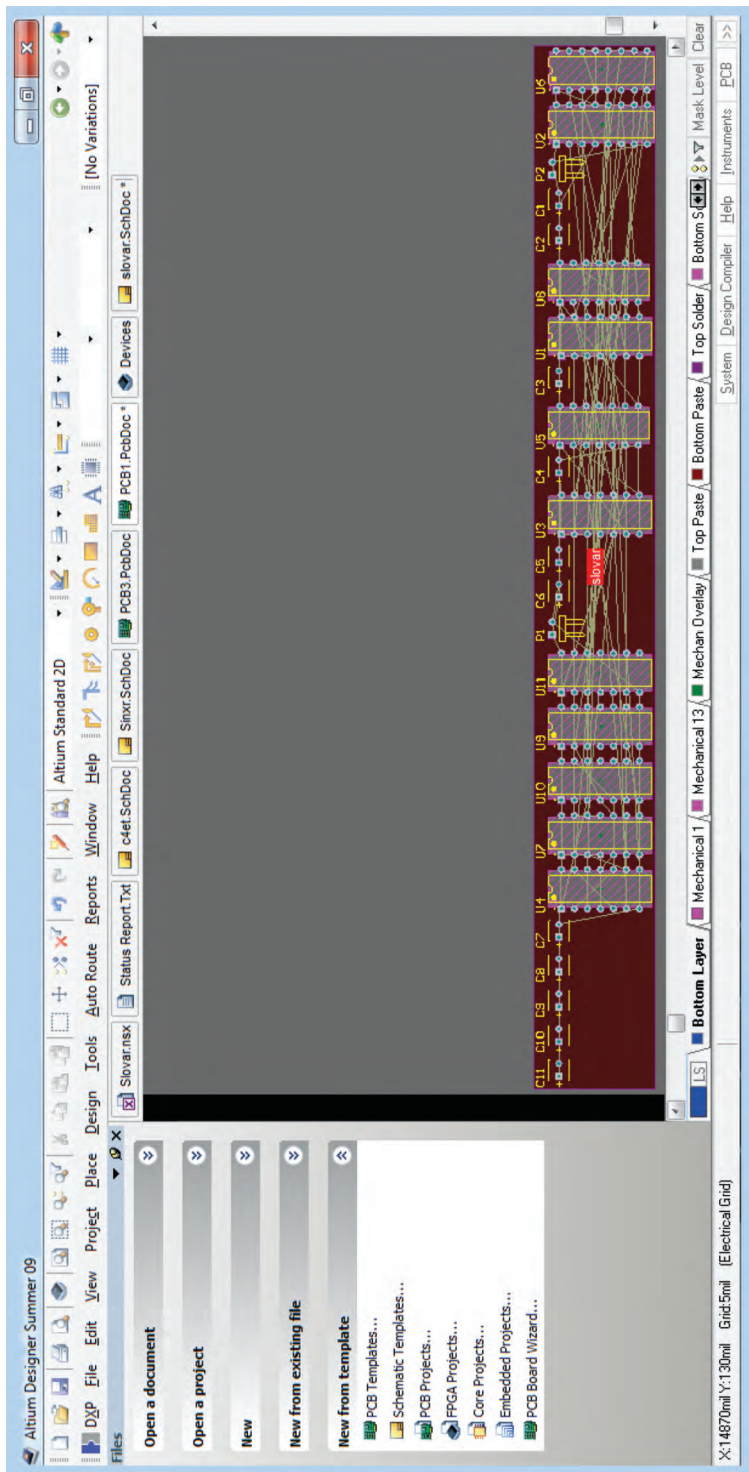 Altium Designer Summer 09
Altium Standard 2D
DXP File Edit View Project Place Design Tools Auto Route Reports Window Help
[No Variations]
Files
Slovar.nsx Status Report.Txt c4et.SchDoc Sinxr.SchDoc PCB3.PcbDoc PCB1.PcbDoc * Devices slovar.SchDoc *
Open a document
Open a project
New
New from existing file
New from template
PCB Templates...
Schematic Templates...
PCB Projects...
FPGA Projects...
Core Projects...
Embedded Projects...
PCB Board Wizard...
C11 C10 C9 C8 C7 U4 U7 U10 U9 U11 P1 C6 C5 U3 C4 U5 C3 U1 U8 C2 C1 P2 U2 U6
slovar
LS Bottom Layer Mechanical 1 Mechanical 13 Mechan Overlay Top Paste Bottom Paste Top Solder Bottom So Mask Level Clear
System Design Compiler Help Instruments PCB >>
X:14870mil Y:130mil Grid:5mil (Electrical Grid)